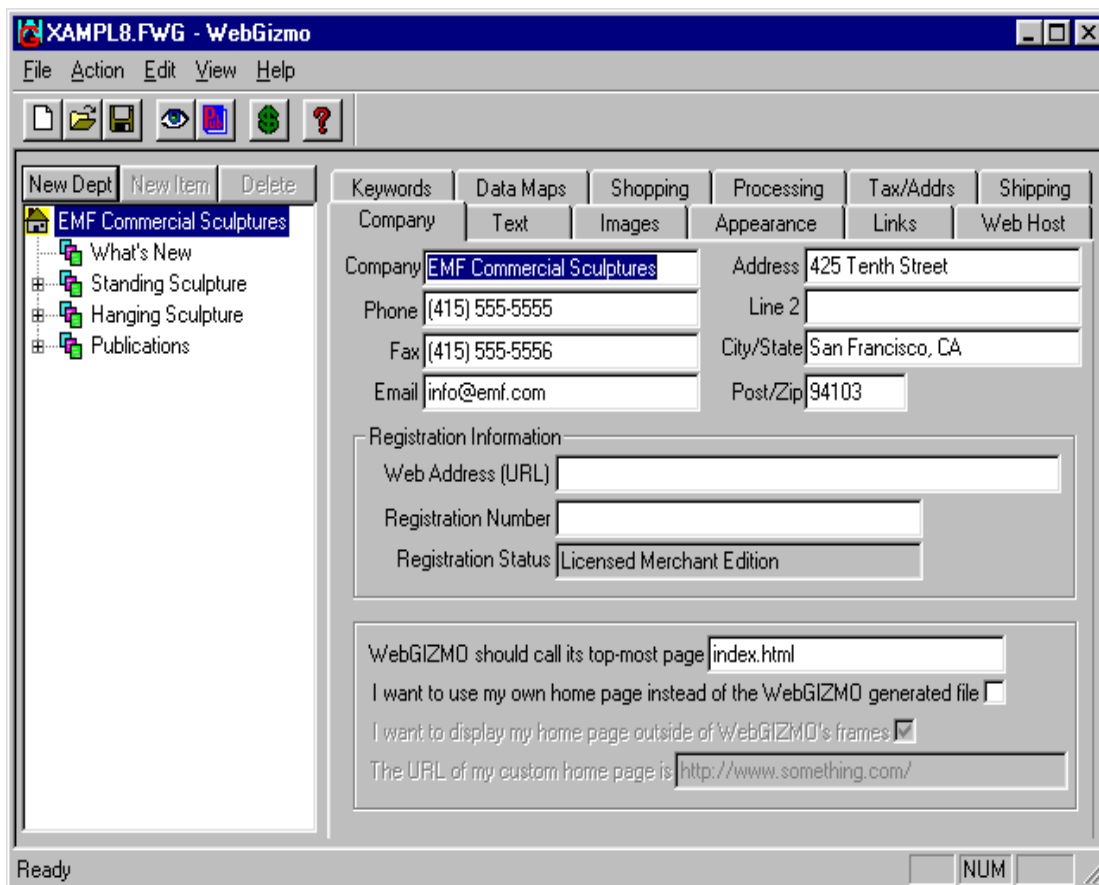 XAMPL8.FWG - WebGizmo
File Action Edit View Help
New Dept New Item Delete
EMF Commercial Sculptures
What's New
Standing Sculpture
Hanging Sculpture
Publications
Keywords Data Maps Shopping Processing Tax/Addrs Shipping
Company Text Images Appearance Links Web Host
Company EMF Commercial Sculptures Address 425 Tenth Street
Phone (415) 555-5555 Line 2
Fax (415) 555-5556 City/State San Francisco, CA
Email info@emf.com Post/Zip 94103
Registration Information
Web Address (URL)
Registration Number
Registration Status Licensed Merchant Edition
WebGIZMO should call its top-most page index.html
I want to use my own home page instead of the WebGIZMO generated file
I want to display my home page outside of WebGIZMO's frames
The URL of my custom home page is http://www.something.com/
Ready NUM